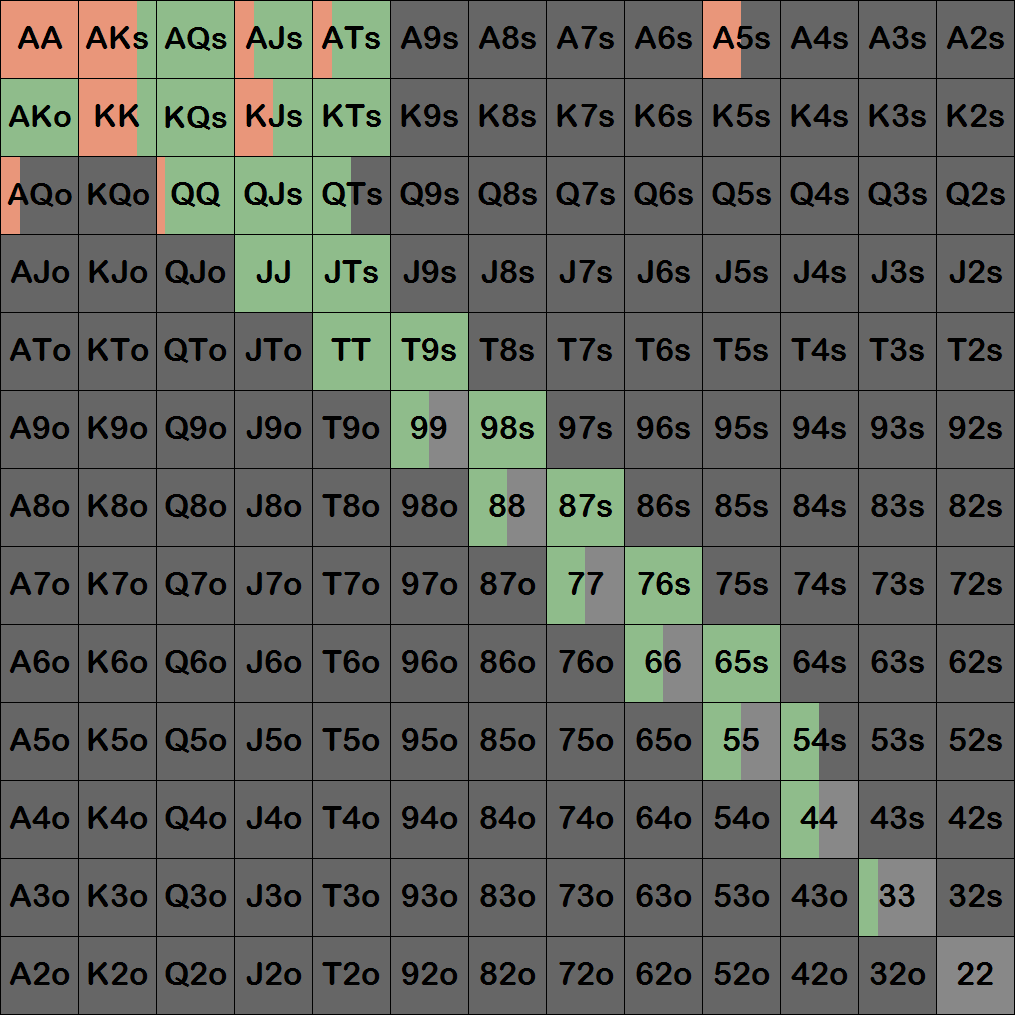 AA AKs AQs AJs ATs A9s A8s A7s A6s A5s A4s A3s A2s
AKo KK KQs KJs KTs K9s K8s K7s K6s K5s K4s K3s K2s
AQo KQo QQ QJs QTs Q9s Q8s Q7s Q6s Q5s Q4s Q3s Q2s
AJo KJo QJo JJ JTs J9s J8s J7s J6s J5s J4s J3s J2s
ATo KTo QTo JTo TT T9s T8s T7s T6s T5s T4s T3s T2s
A9o K9o Q9o J9o T9o 99 98s 97s 96s 95s 94s 93s 92s
A8o K8o Q8o J8o T8o 98o 88 87s 86s 85s 84s 83s 82s
A7o K7o Q7o J7o T7o 97o 87o 77 76s 75s 74s 73s 72s
A6o K6o Q6o J6o T6o 96o 86o 76o 66 65s 64s 63s 62s
A5o K5o Q5o J5o T5o 95o 85o 75o 65o 55 54s 53s 52s
A4o K4o Q4o J4o T4o 94o 84o 74o 64o 54o 44 43s 42s
A3o K3o Q3o J3o T3o 93o 83o 73o 63o 53o 43o 33 32s
A2o K2o Q2o J2o T2o 92o 82o 72o 62o 52o 42o 32o 22